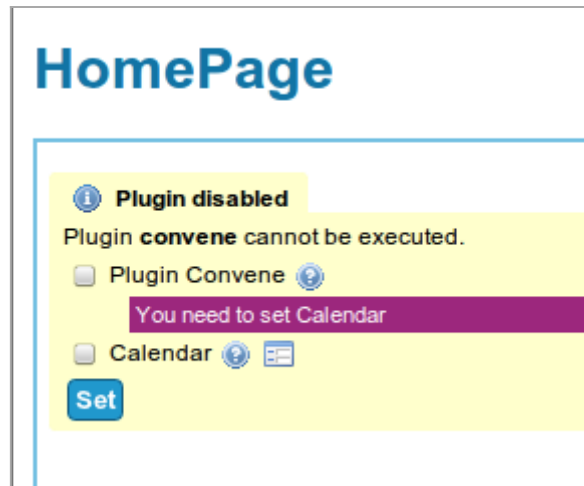 HomePage
Plugin disabled
Plugin convene cannot be executed.
Plugin Convene
You need to set Calendar
Calendar
Set